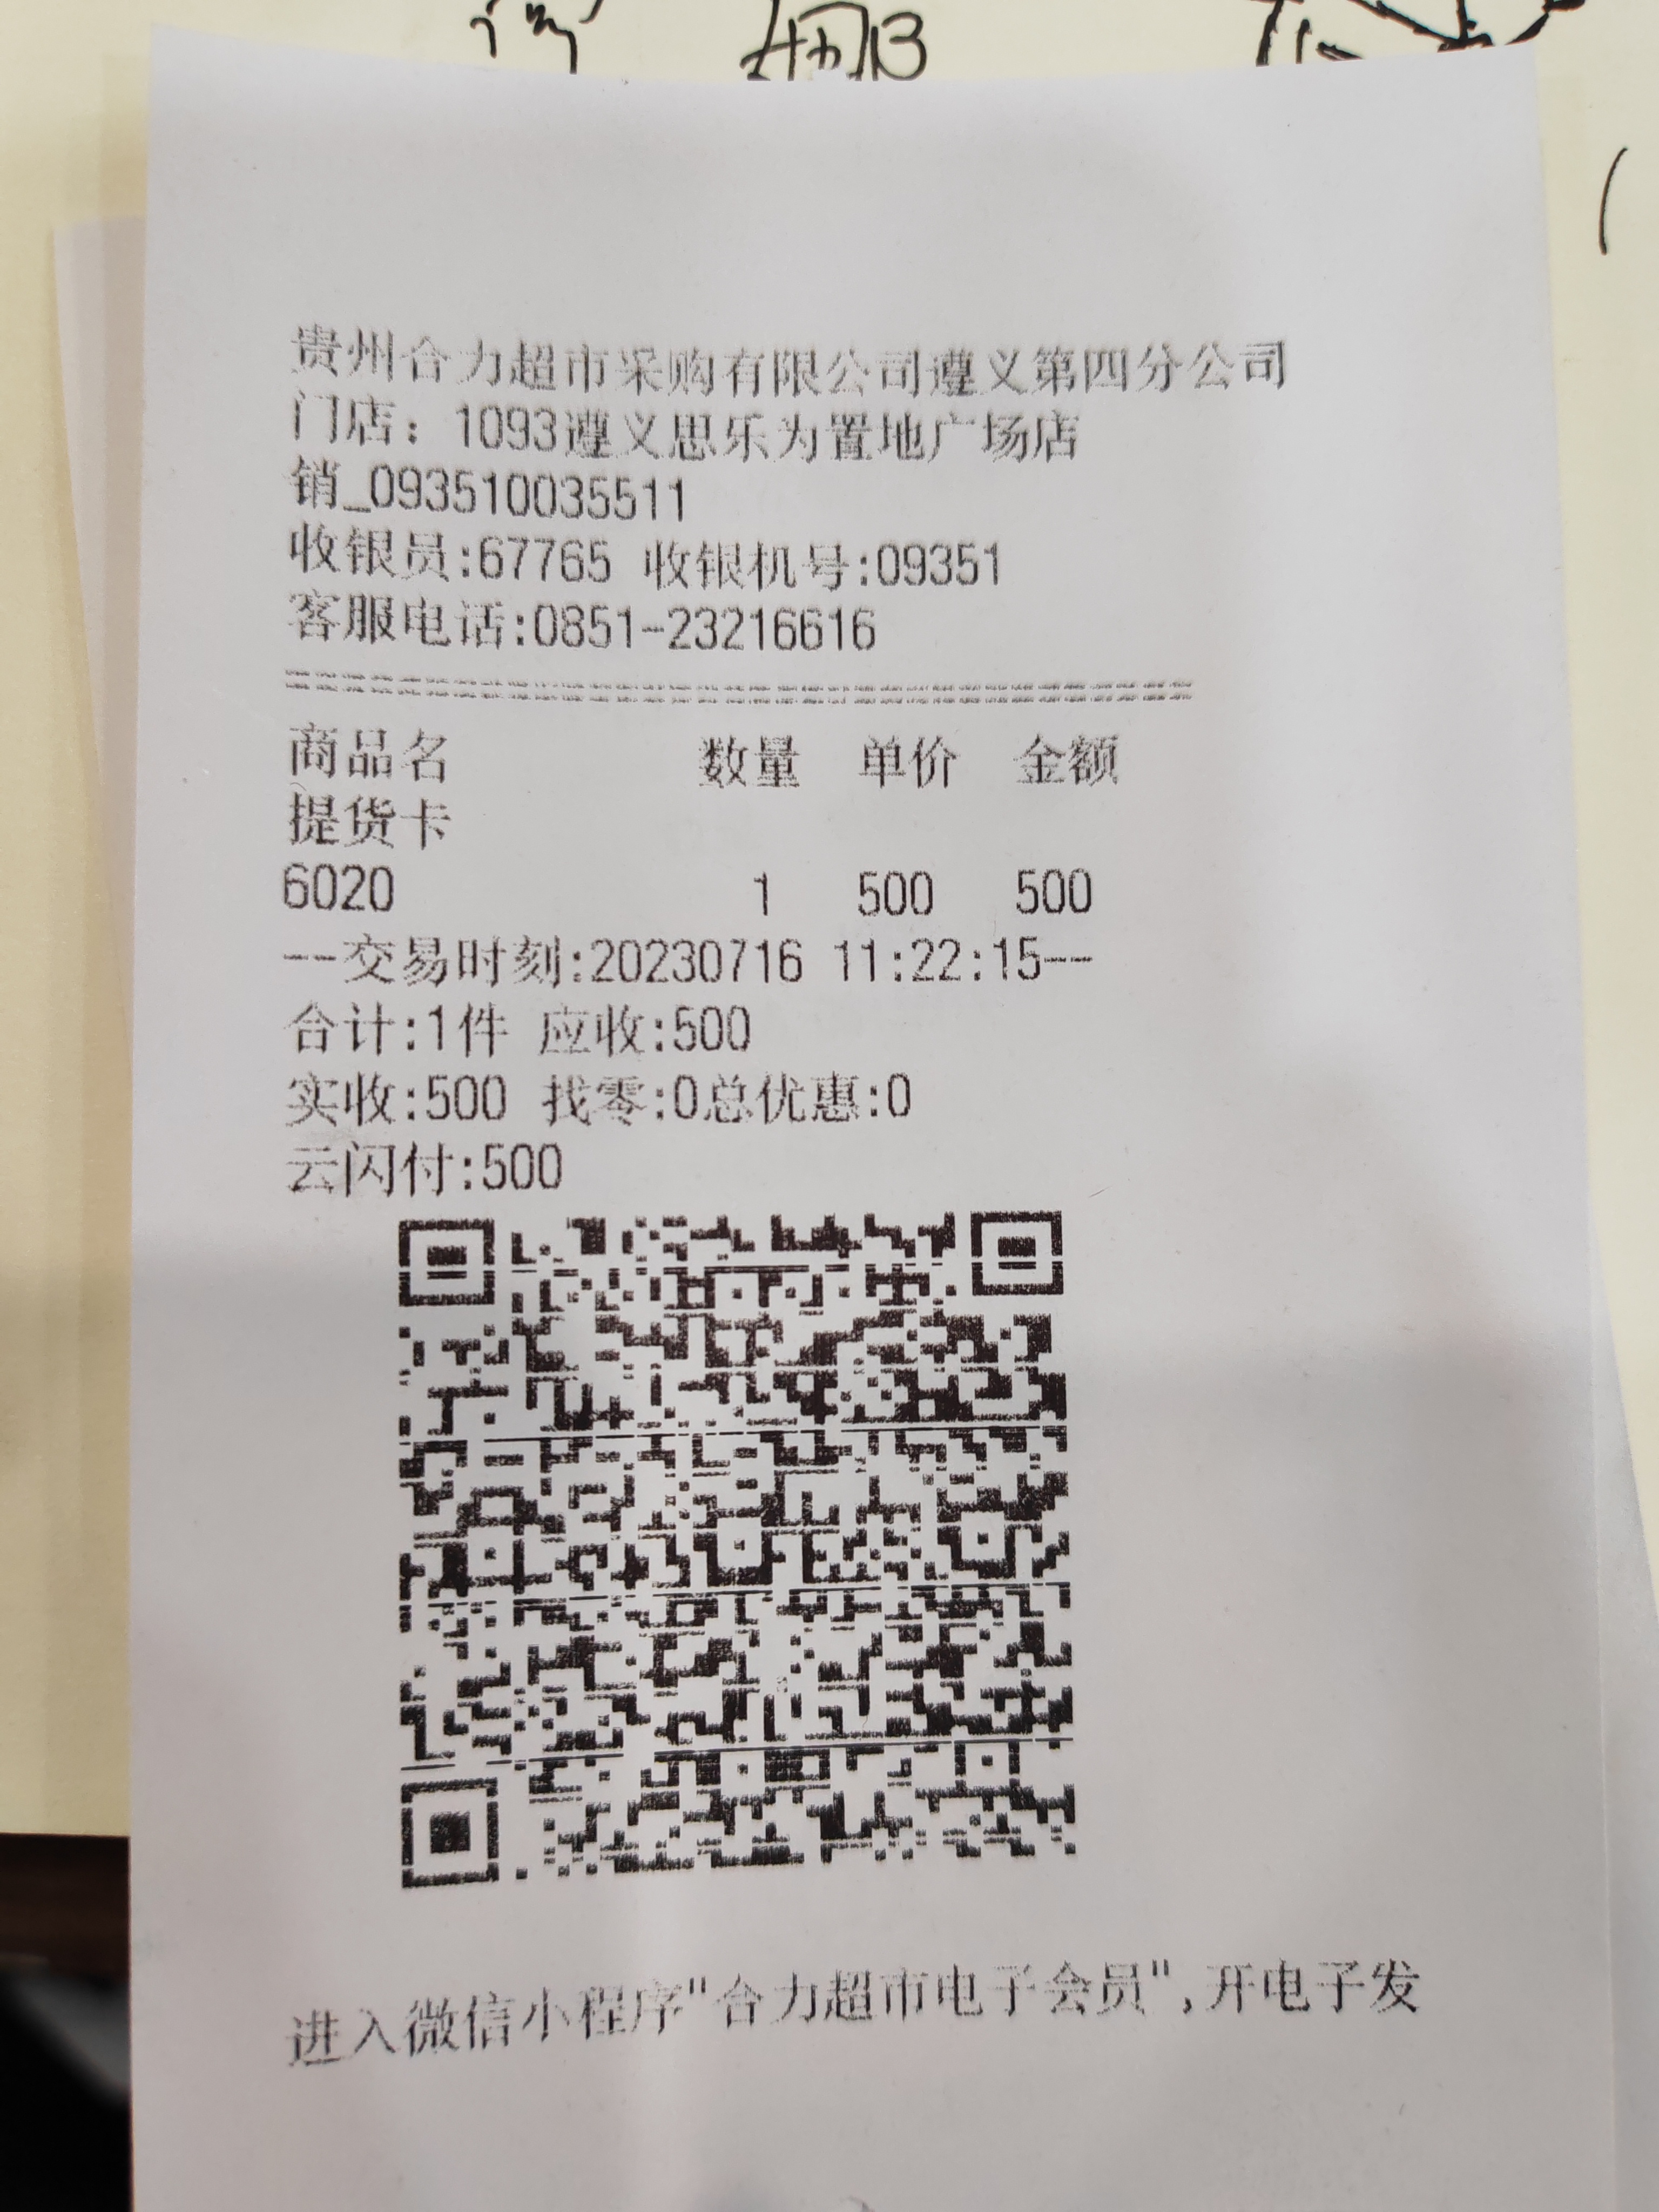 贵州合力超市采购有限公司遵义第四分公司
门店：1093遵义思乐为置地广场店
销_093510035511
收银员:67765 收银机号:09351
客服电话:0851-23216616
================================
商品名 数量 单价 金额
提货卡
6020 1 500 500
--交易时刻:20230716 11:22:15--
合计:1件 应收:500
实收:500 找零:0总优惠:0
云闪付:500
进入微信小程序"合力超市电子会员",开电子发